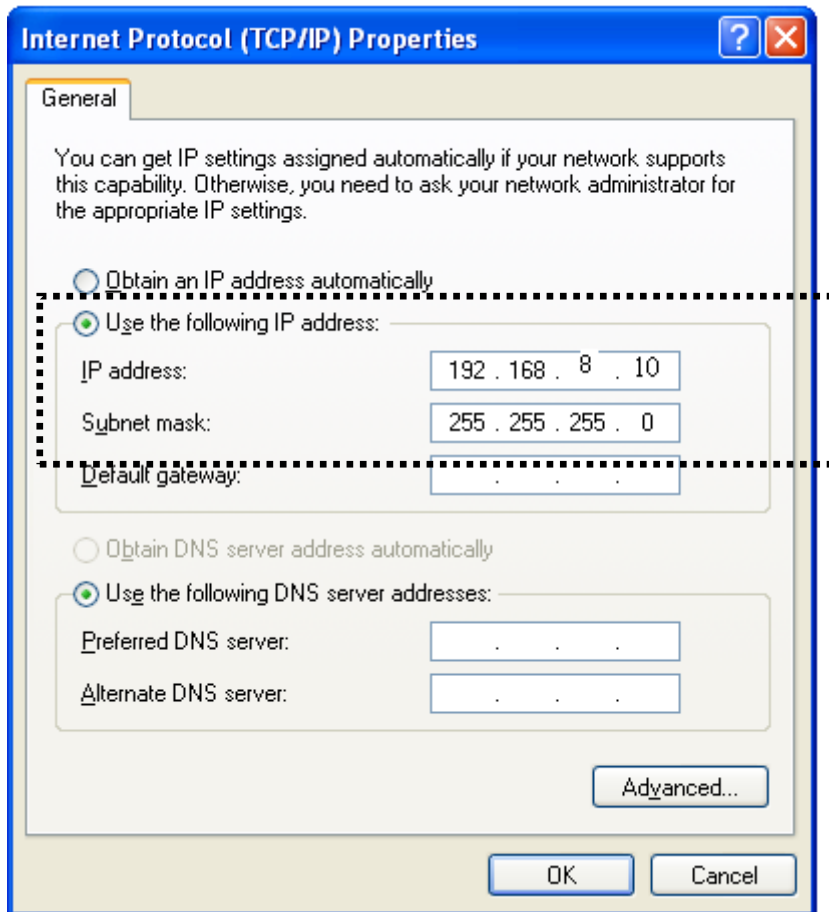 Internet Protocol (TCP/IP) Properties
General
You can get IP settings assigned automatically if your network supports
this capability. Otherwise, you need to ask your network administrator for
the appropriate IP settings.
Obtain an IP address automatically
Use the following IP address:
IP address: 192 . 168 . 8 . 10
Subnet mask: 255 . 255 . 255 . 0
Default gateway: . . .
Obtain DNS server address automatically
Use the following DNS server addresses:
Preferred DNS server: . . .
Alternate DNS server: . . .
Advanced...
OK Cancel